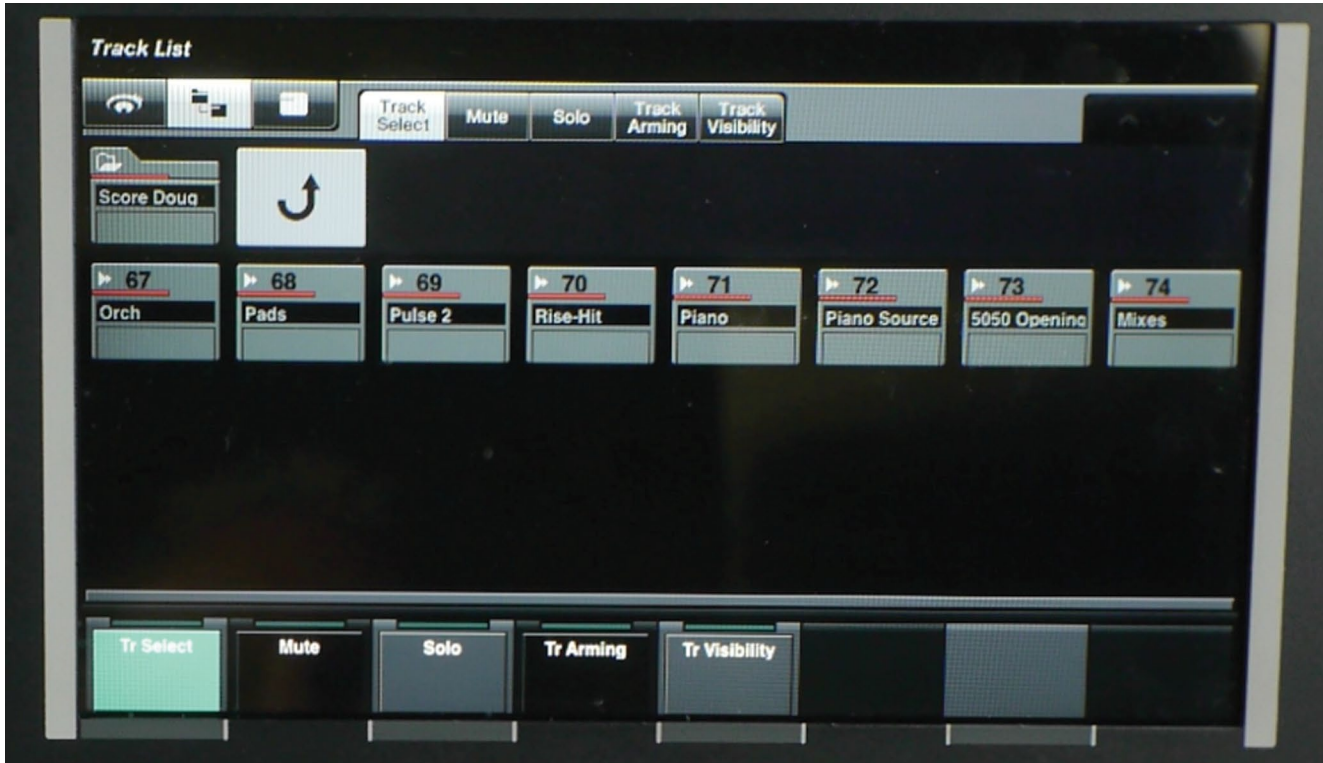 Track List
Track Select Mute Solo Track Arming Track Visibility
Score Doug
67 68 69 70 71 72 73 74
Orch Pads Pulse 2 Rise-Hit Piano Piano Source 5050 Opening Mixes
Tr Select Mute Solo Tr Arming Tr Visibility